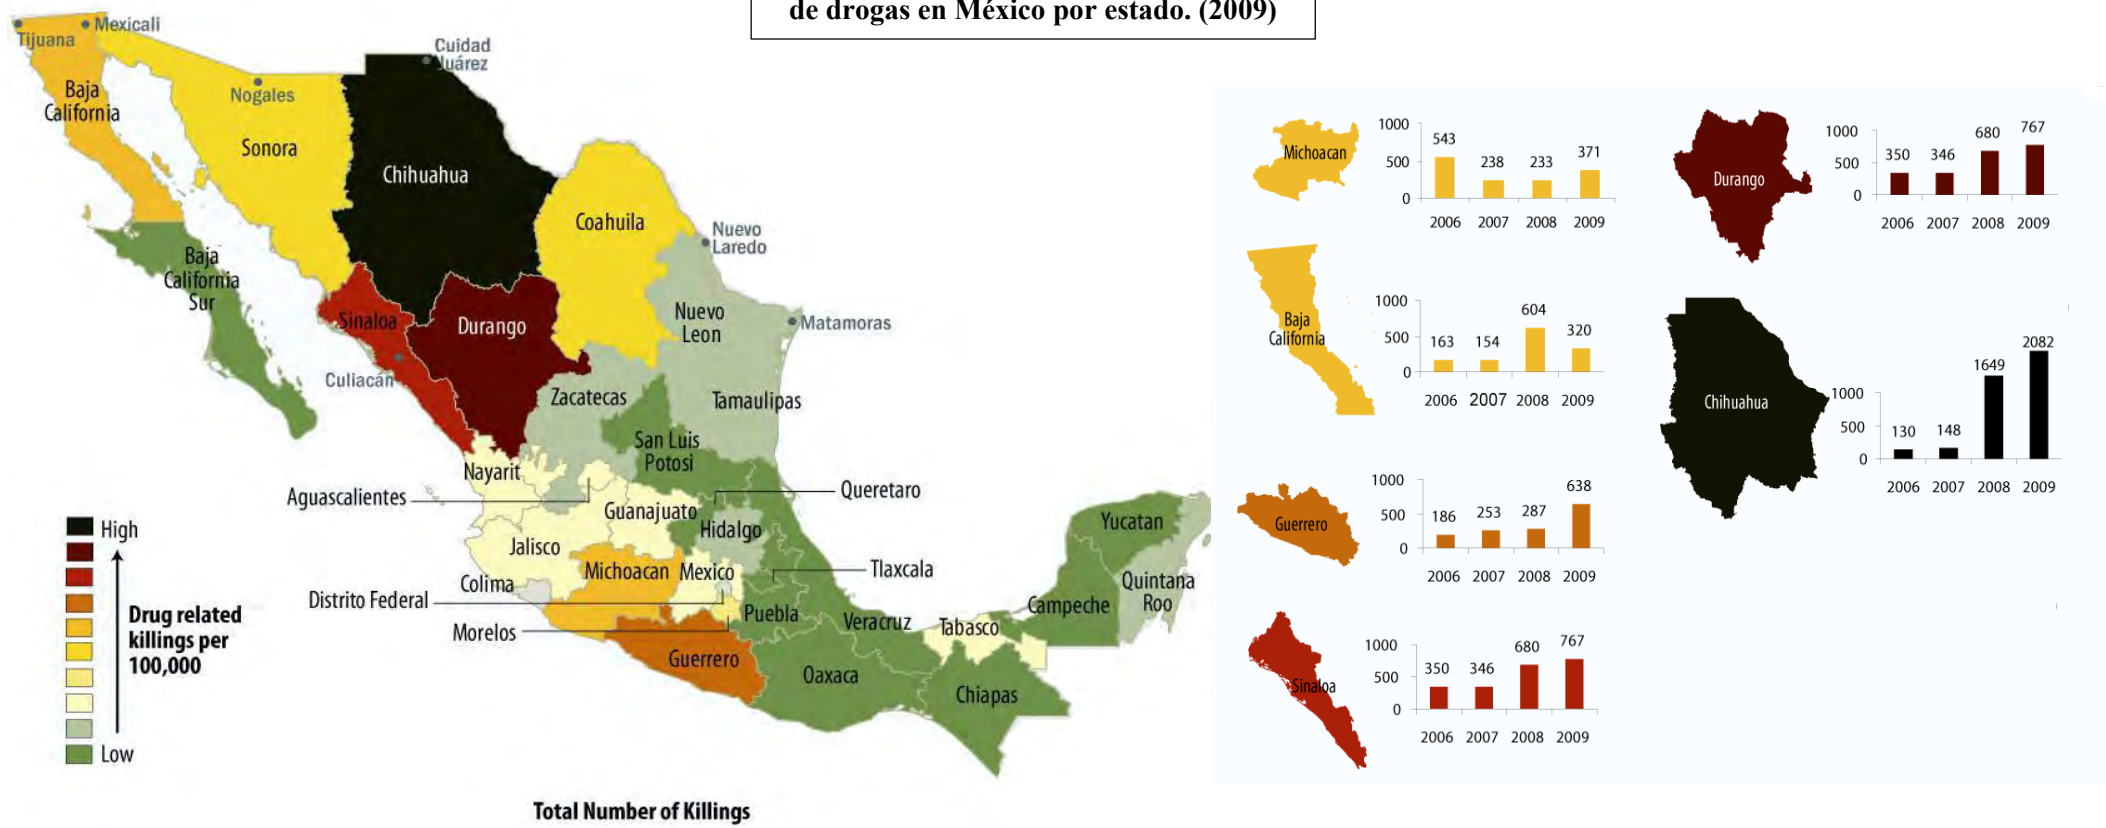 de drogas en México por estado. (2009)
Tijuana
Mexicali
Cuidad
Juárez
Nogales
Baja
California
Sonora
Chihuahua
Coahuila
Nuevo
Laredo
Baja
California
Sur
Sinaloa
Durango
Nuevo
Leon
Matamoras
Culiacán
Zacatecas
Tamaulipas
San Luis
Potosi
Nayarit
Aguascalientes
Queretaro
Guanajuato
Hidalgo
Yucatan
Jalisco
Colima
Michoacan
Mexico
Tlaxcala
Quintana
Roo
Distrito Federal
Campeche
Puebla
Veracruz
Tabasco
Morelos
Guerrero
Oaxaca
Chiapas
High
Drug related
killings per
100,000
Low
Total Number of Killings
Michoacan
1000
500
0
543
238
233
371
2006 2007 2008 2009
Baja
California
1000
500
0
163
154
604
320
2006 2007 2008 2009
Guerrero
1000
500
0
186
253
287
638
2006 2007 2008 2009
Sinaloa
1000
500
0
350
346
680
767
2006 2007 2008 2009
Durango
1000
500
0
350
346
680
767
2006 2007 2008 2009
Chihuahua
1000
500
0
130
148
1649
2082
2006 2007 2008 2009